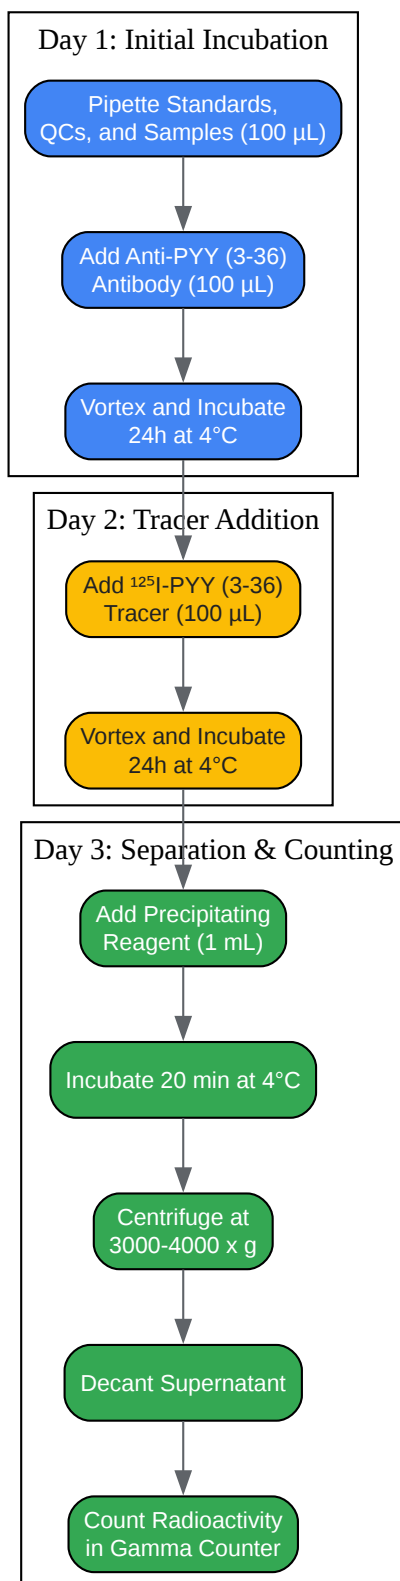 Day 1: Initial Incubation
Pipette Standards,
QCs, and Samples (100 µL)
Add Anti-PYY (3-36)
Antibody (100 µL)
Vortex and Incubate
24h at 4°C
Day 2: Tracer Addition
Add ¹²⁵I-PYY (3-36)
Tracer (100 µL)
Vortex and Incubate
24h at 4°C
Day 3: Separation & Counting
Add Precipitating
Reagent (1 mL)
Incubate 20 min at 4°C
Centrifuge at
3000-4000 x g
Decant Supernatant
Count Radioactivity
in Gamma Counter